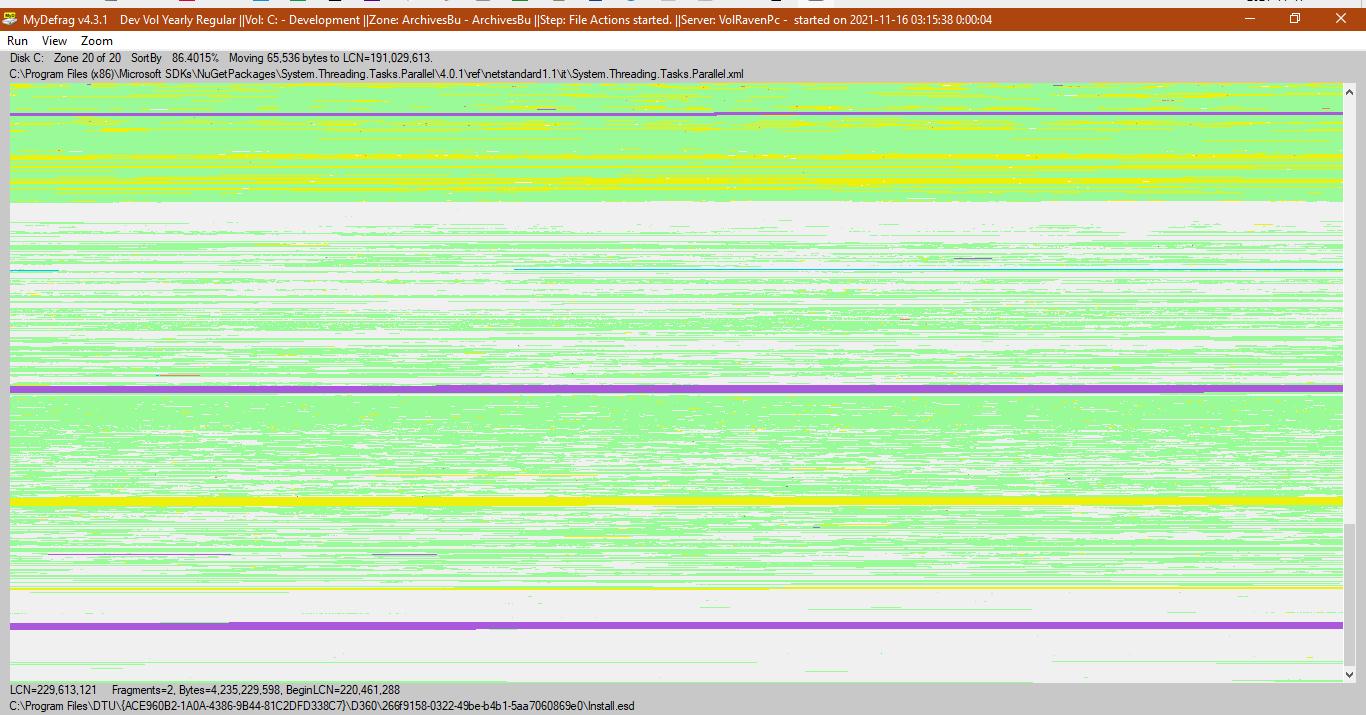 MyDefrag v4.3.1 Dev Vol Yearly Regular ||Vol: C: - Development ||Zone: ArchivesBu - ArchivesBu ||Step: File Actions started. ||Server: VolRavenPc - started on 2021-11-16 03:15:38 0:00:04
Run View Zoom
Disk C: Zone 20 of 20 SortBy 86.4015% Moving 65,536 bytes to LCN=191,029,613.
C:\Program Files (x86)\Microsoft SDKs\NuGetPackages\System.Threading.Tasks.Parallel\4.0.1\ref\netstandard1.1\it\System.Threading.Tasks.Parallel.xml
LCN=229,613,121 Fragments=2, Bytes=4,235,229,598, BeginLCN=220,461,288
C:\Program Files\DTU\{ACE960B2-1A0A-4386-9B44-81C2DFD338C7}\D360\266f9158-0322-49be-b4b1-5aa7060869e0\Install.esd